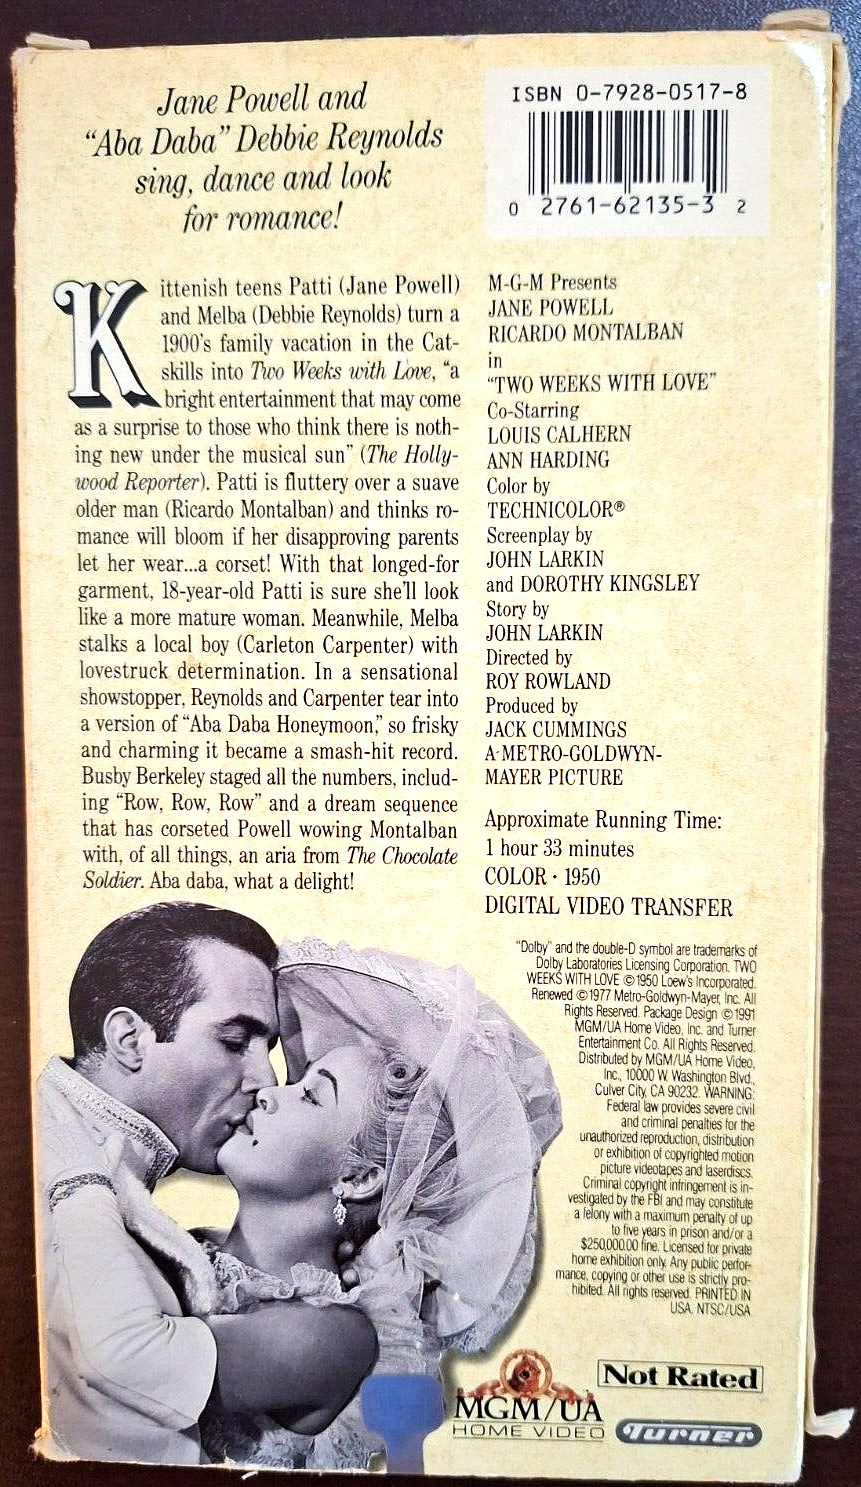 Jane Powell and
“Aba Daba” Debbie Reynolds
sing, dance and look
for romance!
ISBN 0-7928-0517-8
0 2761-62135-3 2
Kittenish teens Patti (Jane Powell)
and Melba (Debbie Reynolds) turn a
1900's family vacation in the Cat-
skills into Two Weeks with Love, “a
bright entertainment that may come
as a surprise to those who think there is noth-
ing new under the musical sun” (The Holly-
wood Reporter). Patti is fluttery over a suave
older man (Ricardo Montalban) and thinks ro-
mance will bloom if her disapproving parents
let her wear...a corset! With that longed-for
garment, 18-year-old Patti is sure she'll look
like a more mature woman. Meanwhile, Melba
stalks a local boy (Carleton Carpenter) with
lovestruck determination. In a sensational
showstopper, Reynolds and Carpenter tear into
a version of “Aba Daba Honeymoon,” so frisky
and charming it became a smash-hit record.
Busby Berkeley staged all the numbers, includ-
ing “Row, Row, Row” and a dream sequence
that has corseted Powell wowing Montalban
with, of all things, an aria from The Chocolate
Soldier. Aba daba, what a delight!
M-G-M Presents
JANE POWELL
RICARDO MONTALBAN
in
“TWO WEEKS WITH LOVE”
Co-Starring
LOUIS CALHERN
ANN HARDING
Color by
TECHNICOLOR®
Screenplay by
JOHN LARKIN
and DOROTHY KINGSLEY
Story by
JOHN LARKIN
Directed by
ROY ROWLAND
Produced by
JACK CUMMINGS
A METRO-GOLDWYN-
MAYER PICTURE
Approximate Running Time:
1 hour 33 minutes
COLOR · 1950
DIGITAL VIDEO TRANSFER
"Dolby" and the double-D symbol are trademarks of
Dolby Laboratories Licensing Corporation. TWO
WEEKS WITH LOVE ©1950 Loew's Incorporated.
Renewed ©1977 Metro-Goldwyn-Mayer, Inc. All
Rights Reserved. Package Design ©1991
MGM/UA Home Video, Inc. and Turner
Entertainment Co. All Rights Reserved.
Distributed by MGM/UA Home Video,
Inc., 10000 W. Washington Blvd.,
Culver City, CA 90232. WARNING:
Federal law provides severe civil
and criminal penalties for the
unauthorized reproduction, distribution
or exhibition of copyrighted motion
picture videotapes and laserdiscs.
Criminal copyright infringement is in-
vestigated by the FBI and may constitute
a felony with a maximum penalty of up
to five years in prison and/or a
$250,000.00 fine. Licensed for private
home exhibition only. Any public perfor-
mance, copying or other use is strictly pro-
hibited. All rights reserved. PRINTED IN
USA. NTSC/USA
MGM/UA
HOME VIDEO
Not Rated
Turner